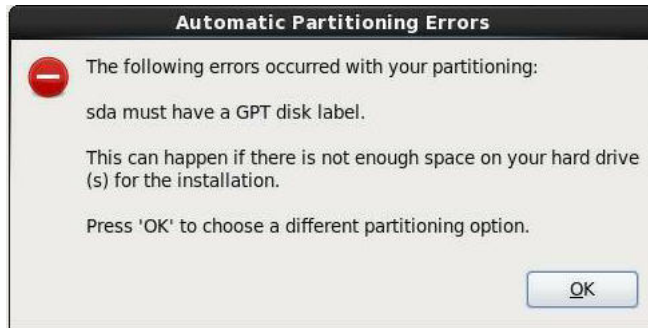 Automatic Partitioning Errors
The following errors occurred with your partitioning:
sda must have a GPT disk label.
This can happen if there is not enough space on your hard drive
(s) for the installation.
Press 'OK' to choose a different partitioning option.
OK